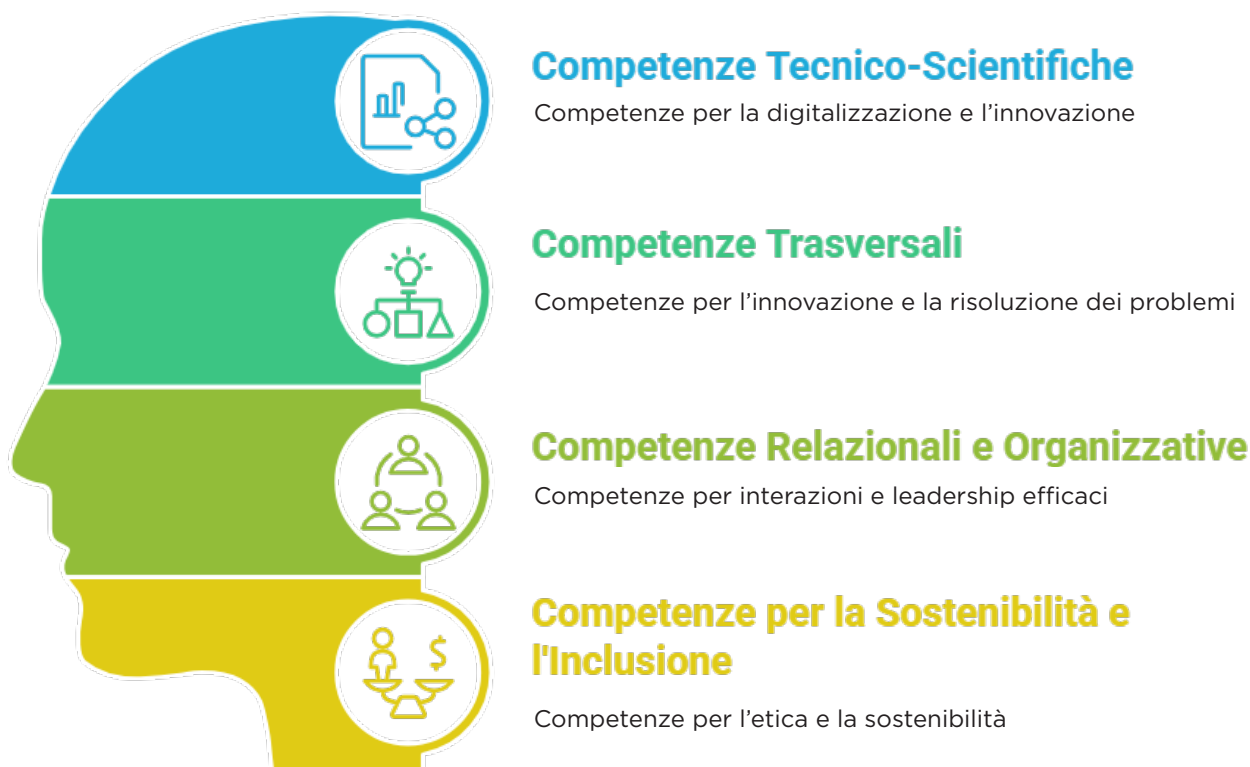 Competenze Tecnico-Scientifiche
Competenze per la digitalizzazione e l’innovazione
Competenze Trasversali
Competenze per l’innovazione e la risoluzione dei problemi
Competenze Relazionali e Organizzative
Competenze per interazioni e leadership efficaci
Competenze per la Sostenibilità e
l'Inclusione
Competenze per l’etica e la sostenibilità